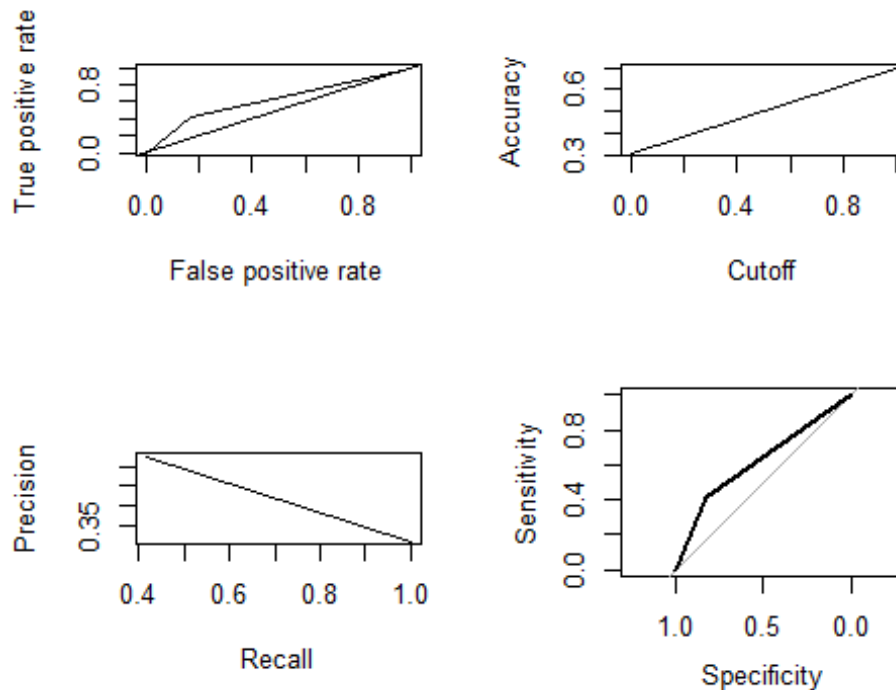 True positive rate
0.8
0.0
0.0 0.4 0.8
False positive rate
Accuracy
0.6
0.3
0.0 0.4 0.8
Cutoff
Precision
0.35
0.4 0.6 0.8 1.0
Recall
Sensitivity
0.8
0.4
0.0
1.0 0.5 0.0
Specificity